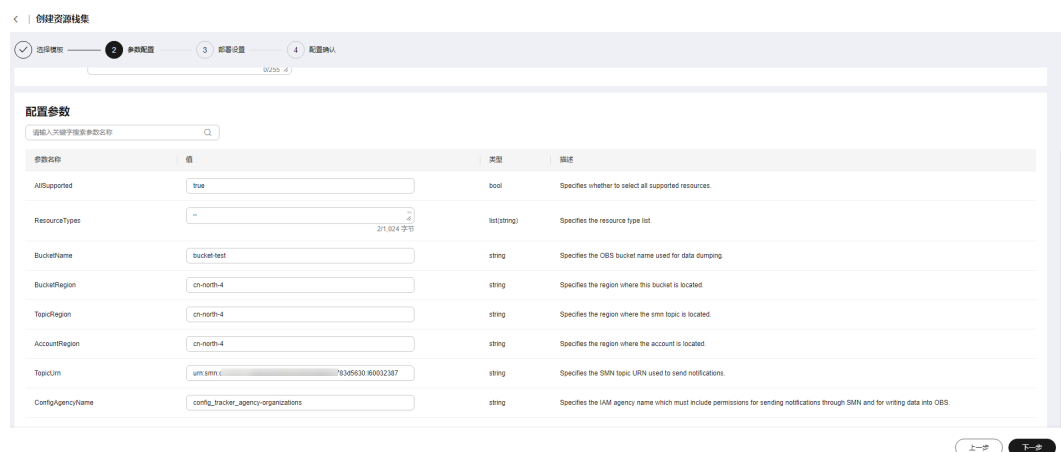 创建资源栈集
选择模板 2 参数配置 3 部署设置 4 配置确认
0/255
配置参数
请输入关键字搜索参数名称
参数名称 值 类型 描述
AllSupported true bool Specifies whether to select all supported resources.
ResourceTypes list(string) Specifies the resource type list.
2/1,024 字节
BucketName bucket-test string Specifies the OBS bucket name used for data dumping.
BucketRegion cn-north-4 string Specifies the region where this bucket is located.
TopicRegion cn-north-4 string Specifies the region where the smn topic is located.
AccountRegion cn-north-4 string Specifies the region where the account is located.
TopicUrn urn:smn:c 783d5630:l60032387 string Specifies the SMN topic URN used to send notifications.
ConfigAgencyName config_tracker_agency-organizations string Specifies the IAM agency name which must include permissions for sending notifications through SMN and for writing data into OBS.
上一步 下一步